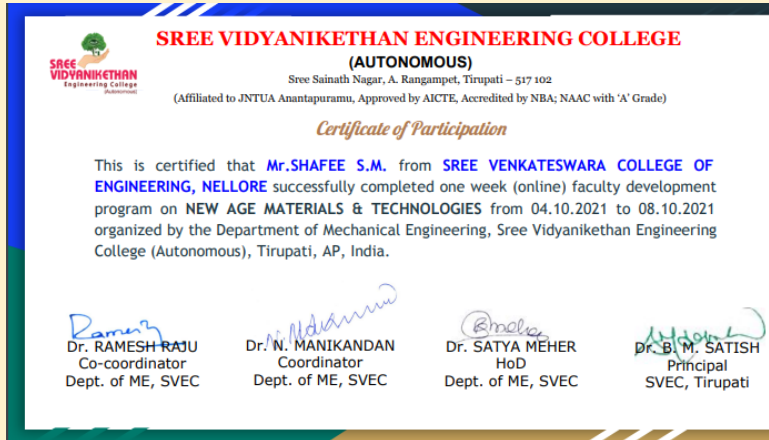 SREE VIDYANIKETHAN ENGINEERING COLLEGE
(AUTONOMOUS)
Sree Sainath Nagar, A. Rangampet, Tirupati – 517 102
(Affiliated to JNTUA Anantapuramu, Approved by AICTE, Accredited by NBA; NAAC with ‘A’ Grade)
SREE
VIDYANIKETHAN
Engineering College
(Autonomous)
Certificate of Participation
This is certified that Mr.SHAFEE S.M. from SREE VENKATESWARA COLLEGE OF
ENGINEERING, NELLORE successfully completed one week (online) faculty development
program on NEW AGE MATERIALS & TECHNOLOGIES from 04.10.2021 to 08.10.2021
organized by the Department of Mechanical Engineering, Sree Vidyanikethan Engineering
College (Autonomous), Tirupati, AP, India.
Dr. RAMESH RAJU
Co-coordinator
Dept. of ME, SVEC
Dr. N. MANIKANDAN
Coordinator
Dept. of ME, SVEC
Dr. SATYA MEHER
HoD
Dept. of ME, SVEC
Dr. B. M. SATISH
Principal
SVEC, Tirupati